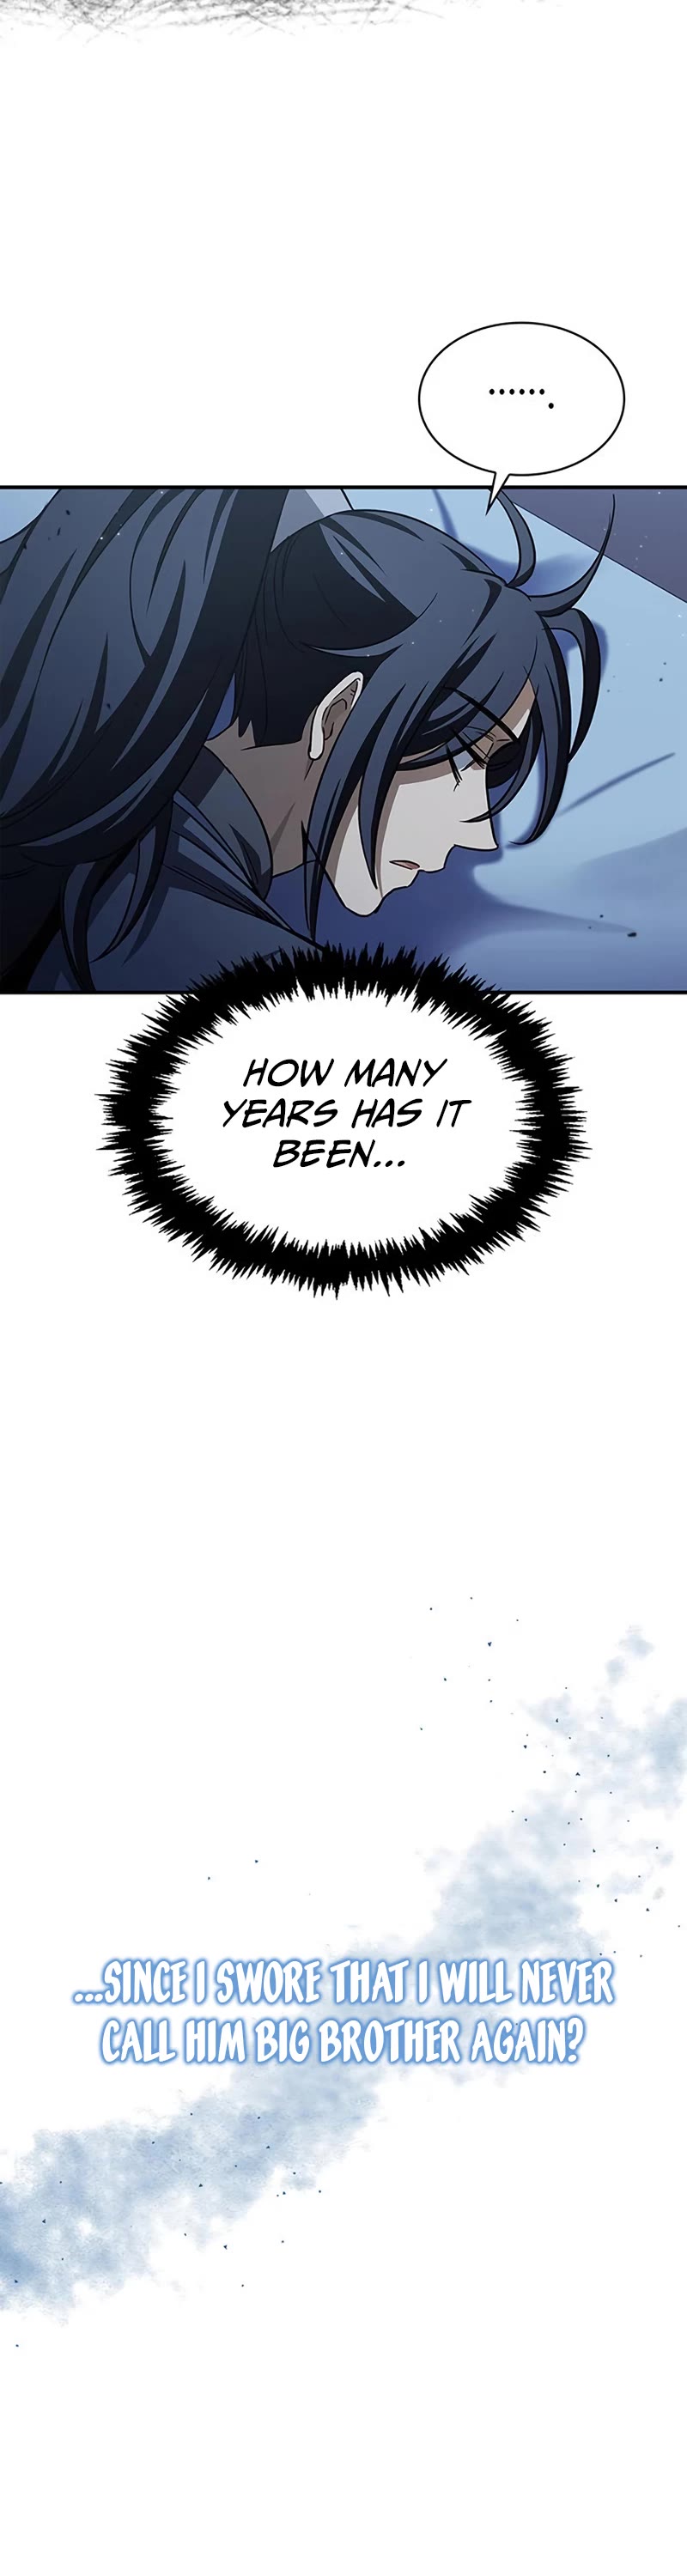 .......
HOW MANY
YEARS HAS IT
BEEN...
...SINCE I SWORE THAT I WILL NEVER
CALL HIM BIG BROTHER AGAIN?